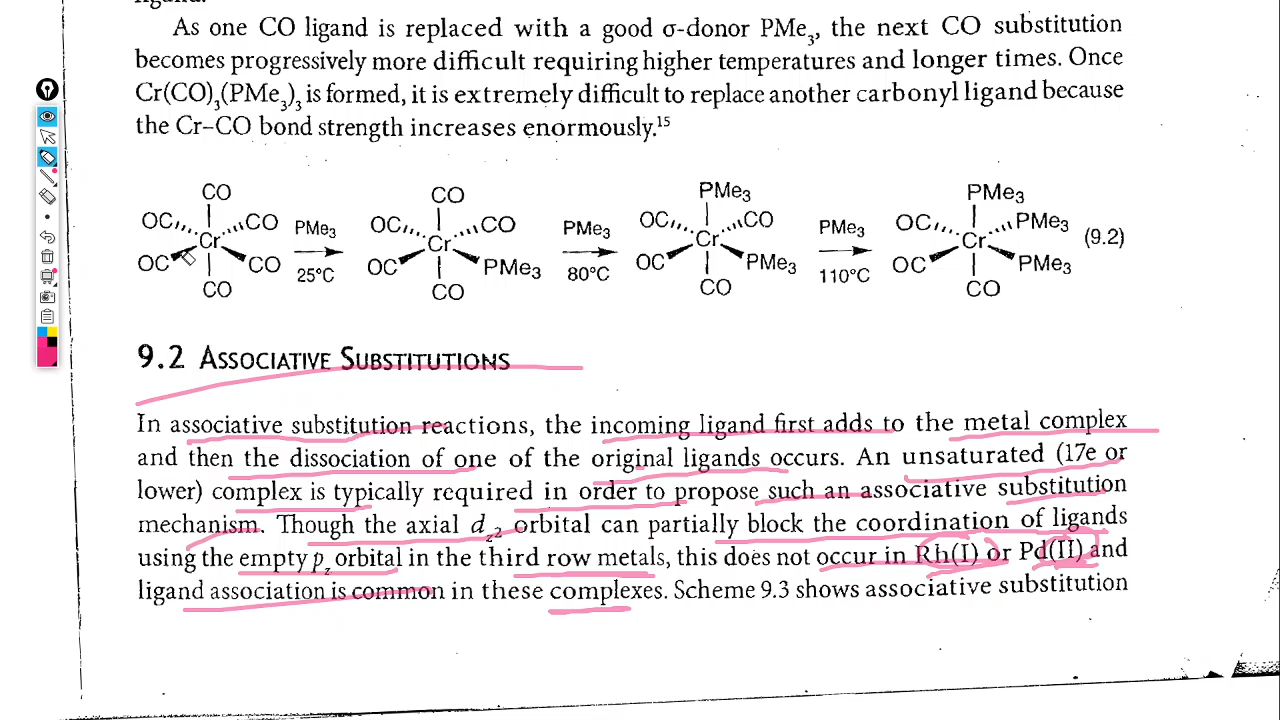 ligand.
As one CO ligand is replaced with a good σ-donor PMe₃, the next CO substitution
becomes progressively more difficult requiring higher temperatures and longer times. Once
Cr(CO)₃(PMe₃)₃ is formed, it is extremely difficult to replace another carbonyl ligand because
the Cr–CO bond strength increases enormously.¹⁵
CO CO PMe₃ PMe₃
OC CO PMe₃ OC CO PMe₃ OC CO PMe₃ OC PMe₃
Cr Cr Cr Cr (9.2)
OC CO 25°C OC PMe₃ 80°C OC PMe₃ 110°C OC PMe₃
CO CO CO CO
9.2 ASSOCIATIVE SUBSTITUTIONS
In associative substitution reactions, the incoming ligand first adds to the metal complex
and then the dissociation of one of the original ligands occurs. An unsaturated (17e or
lower) complex is typically required in order to propose such an associative substitution
mechanism. Though the axial d_z² orbital can partially block the coordination of ligands
using the empty p_z orbital in the third row metals, this does not occur in Rh(I) or Pd(II) and
ligand association is common in these complexes. Scheme 9.3 shows associative substitution